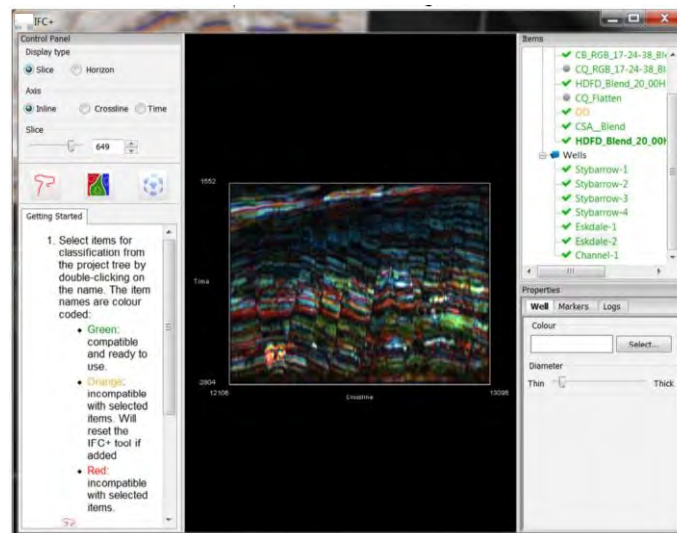 IFC+
Control Panel
Display type
Slice
Horizon
Axis
Inline
Crossline
Time
Slice
649
Getting Started
1. Select items for
classification from
the project tree by
double-clicking on
the name. The item
names are colour
coded:
Green:
compatible
and ready to
use.
Orange:
incompatible
with selected
items. Will
reset the
IFC+ tool if
added
Red:
incompatible
with selected
items.
1552
Time
2804
12106
Crossline
13096
Items
CB_RGB_17-24-38_Bl
CQ_RGB_17-24-38_Bl
HDFD_Blend_20_00H
CQ_Flatten
CSA__Blend
HDFD_Blend_20_00H
Wells
Stybarrow-1
Stybarrow-2
Stybarrow-3
Stybarrow-4
Eskdale-1
Eskdale-2
Channel-1
Properties
Well
Markers
Logs
Colour
Select...
Diameter
Thin
Thick